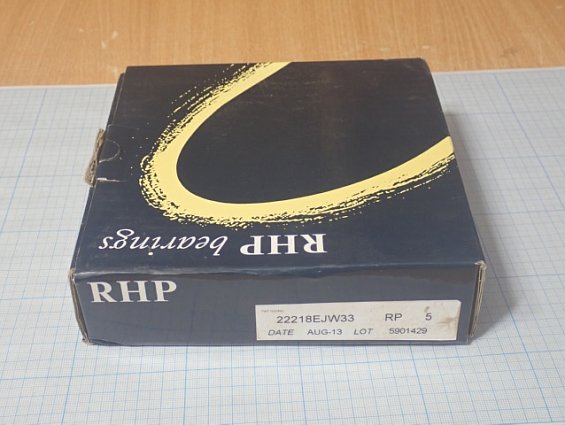 RHP bearings
RHP
22218EJW33 RP 5
DATE AUG-13 LOT 5901429